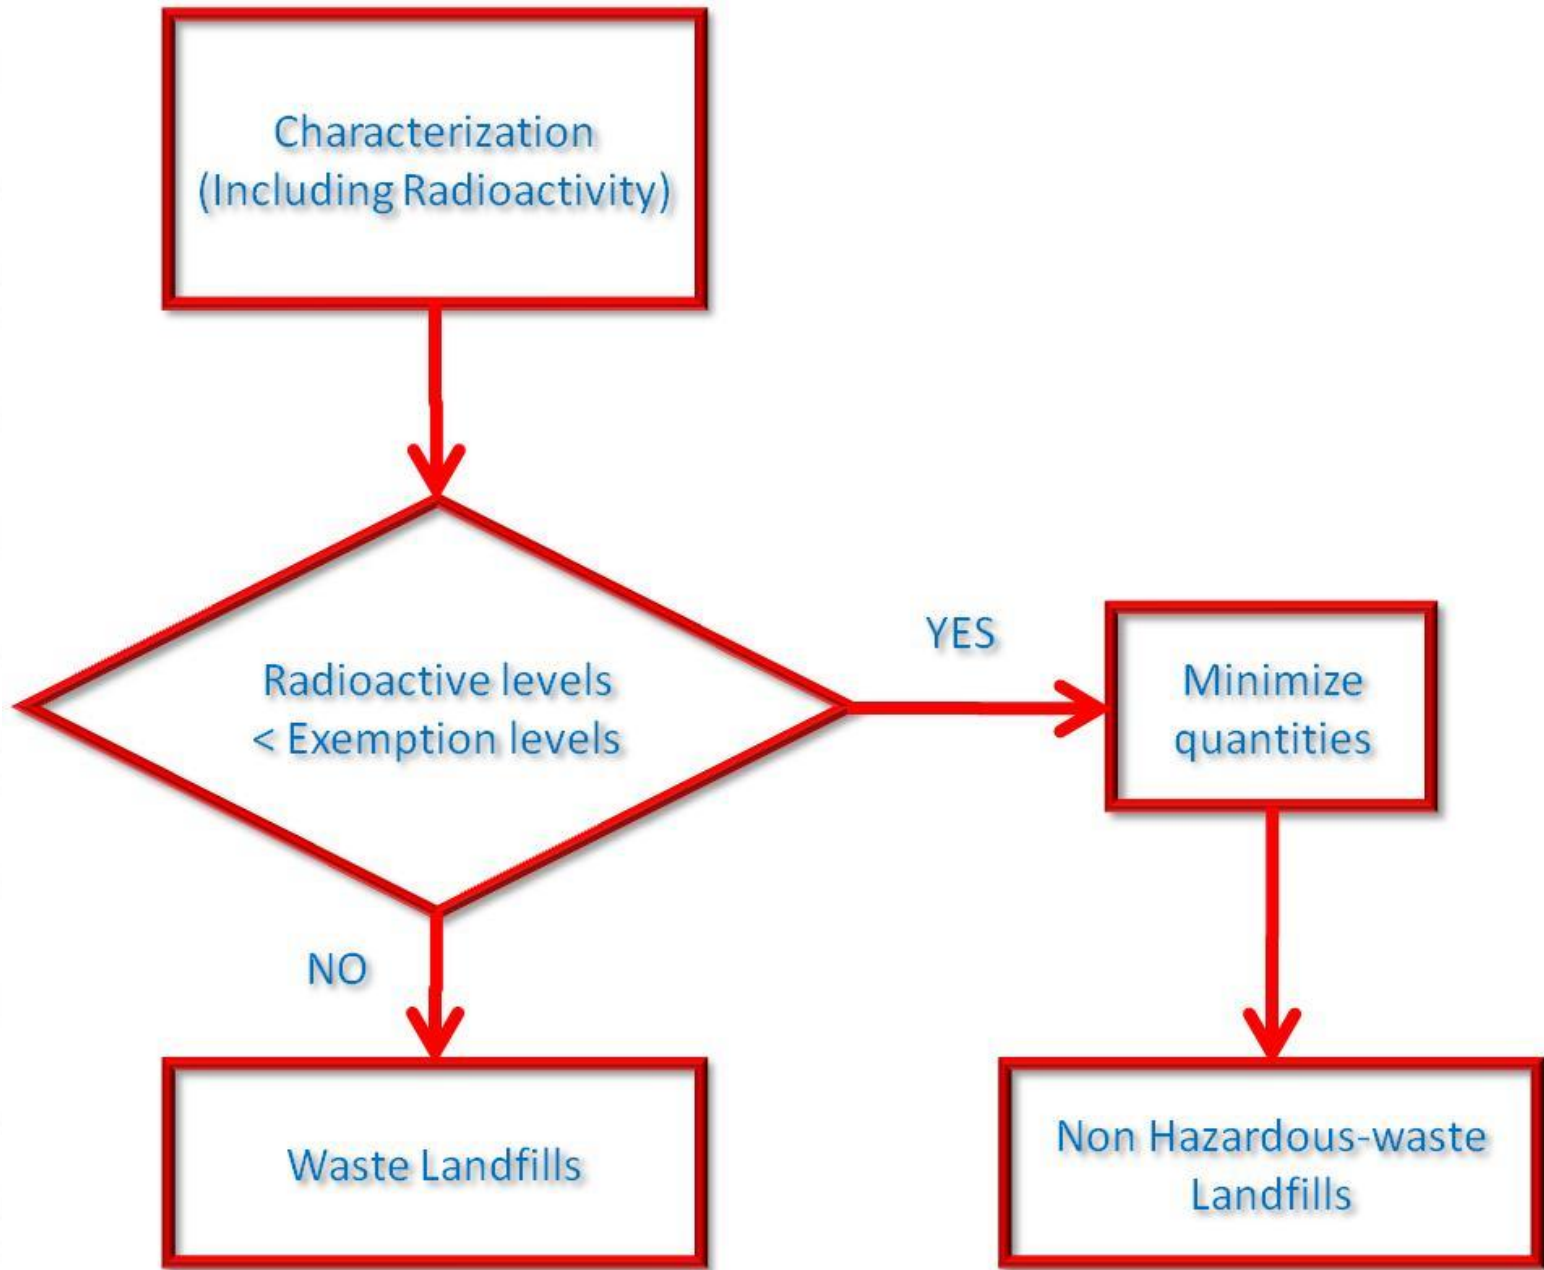 Characterization
(Including Radioactivity)
Radioactive levels
< Exemption levels
YES
Minimize
quantities
NO
Waste Landfills
Non Hazardous-waste
Landfills